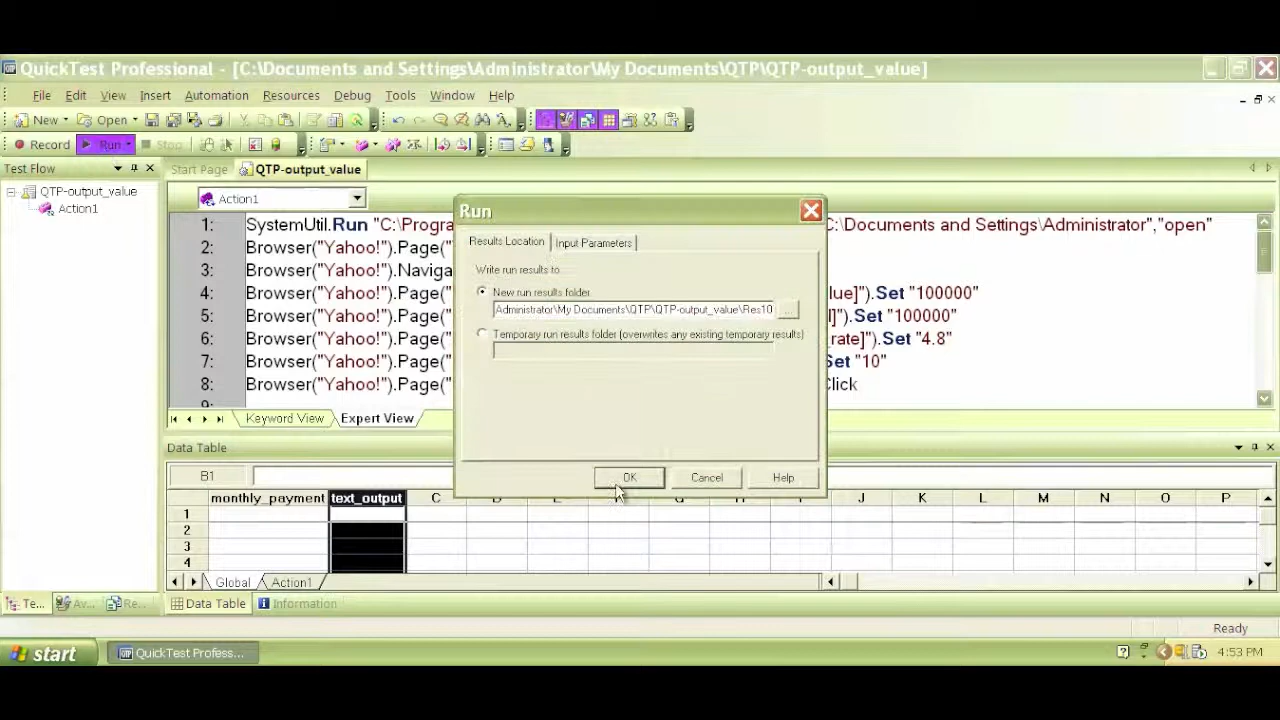 QuickTest Professional - [C:\Documents and Settings\Administrator\My Documents\QTP\QTP-output_value]
File Edit View Insert Automation Resources Debug Tools Window Help
New Open
Record Run Stop
Test Flow
Start Page QTP-output_value
QTP-output_value
Action1
Action1
1: SystemUtil.Run "C:\Progra :\Documents and Settings\Administrator","open"
2: Browser("Yahoo!").Page("
3: Browser("Yahoo!").Naviga
4: Browser("Yahoo!").Page(" ue]").Set "100000"
5: Browser("Yahoo!").Page(" l]").Set "100000"
6: Browser("Yahoo!").Page(" _rate]").Set "4.8"
7: Browser("Yahoo!").Page(" Set "10"
8: Browser("Yahoo!").Page(" Click
Run
Results Location Input Parameters
Write run results to
New run results folder
Administrator\My Documents\QTP\QTP-output_value\Res10 ...
Temporary run results folder (overwrites any existing temporary results)
OK Cancel Help
Keyword View Expert View
Data Table
B1
monthly_payment text_output C J K L M N O P
1
2
3
4
Global Action1
Te... Av... Re... Data Table Information
Ready
start QuickTest Profess... 4:53 PM